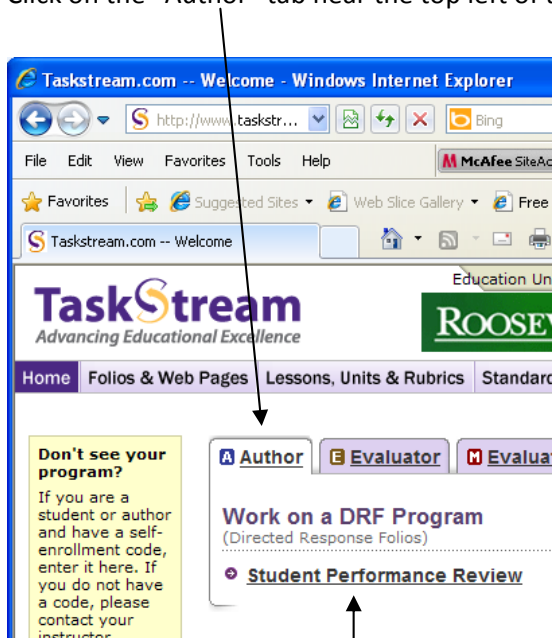 Click on the "Author" tab near the top left of
Taskstream.com -- Welcome - Windows Internet Explorer
http://www.taskstr... Bing
File Edit View Favorites Tools Help McAfee SiteAd
Favorites Suggested Sites Web Slice Gallery Free
Taskstream.com -- Welcome
Education Un
TaskStream
Advancing Educational Excellence
ROOSEV
Home Folios & Web Pages Lessons, Units & Rubrics Standard
Don't see your
program?
If you are a
student or author
and have a self-
enrollment code,
enter it here. If
you do not have
a code, please
contact your
instructor
A Author E Evaluator M Evalua
Work on a DRF Program
(Directed Response Folios)
Student Performance Review